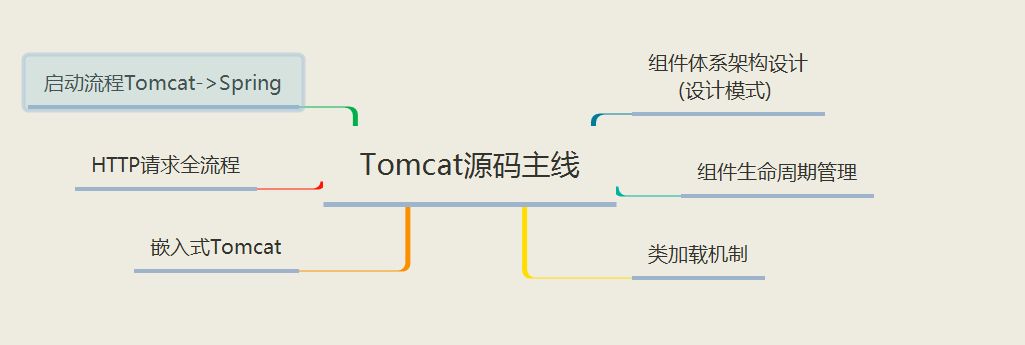 启动流程Tomcat->Spring
HTTP请求全流程
嵌入式Tomcat
Tomcat源码主线
组件体系架构设计
(设计模式)
组件生命周期管理
类加载机制